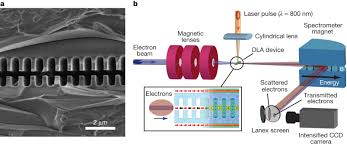 a
2 μm
b
Laser pulse (λ = 800 nm)
Cylindrical lens
DLA device
Spectrometer
magnet
Magnetic
lenses
Electron
beam
Energy
Scattered
electrons
Transmitted
electrons
Electrons
Lanex screen
Intensified CCD
camera